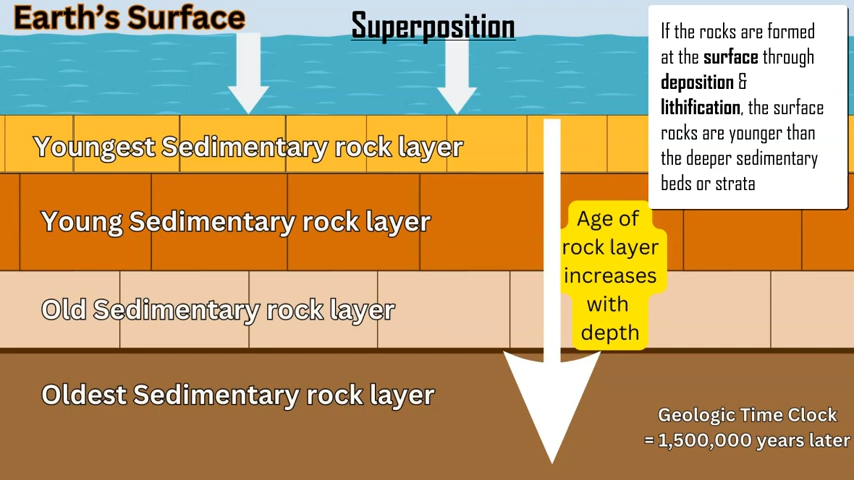 Earth's Surface
Superposition
If the rocks are formed
at the surface through
deposition &
lithification, the surface
rocks are younger than
the deeper sedimentary
beds or strata
Youngest Sedimentary rock layer
Young Sedimentary rock layer
Age of
rock layer
increases
with
depth
Old Sedimentary rock layer
Oldest Sedimentary rock layer
Geologic Time Clock
= 1,500,000 years later